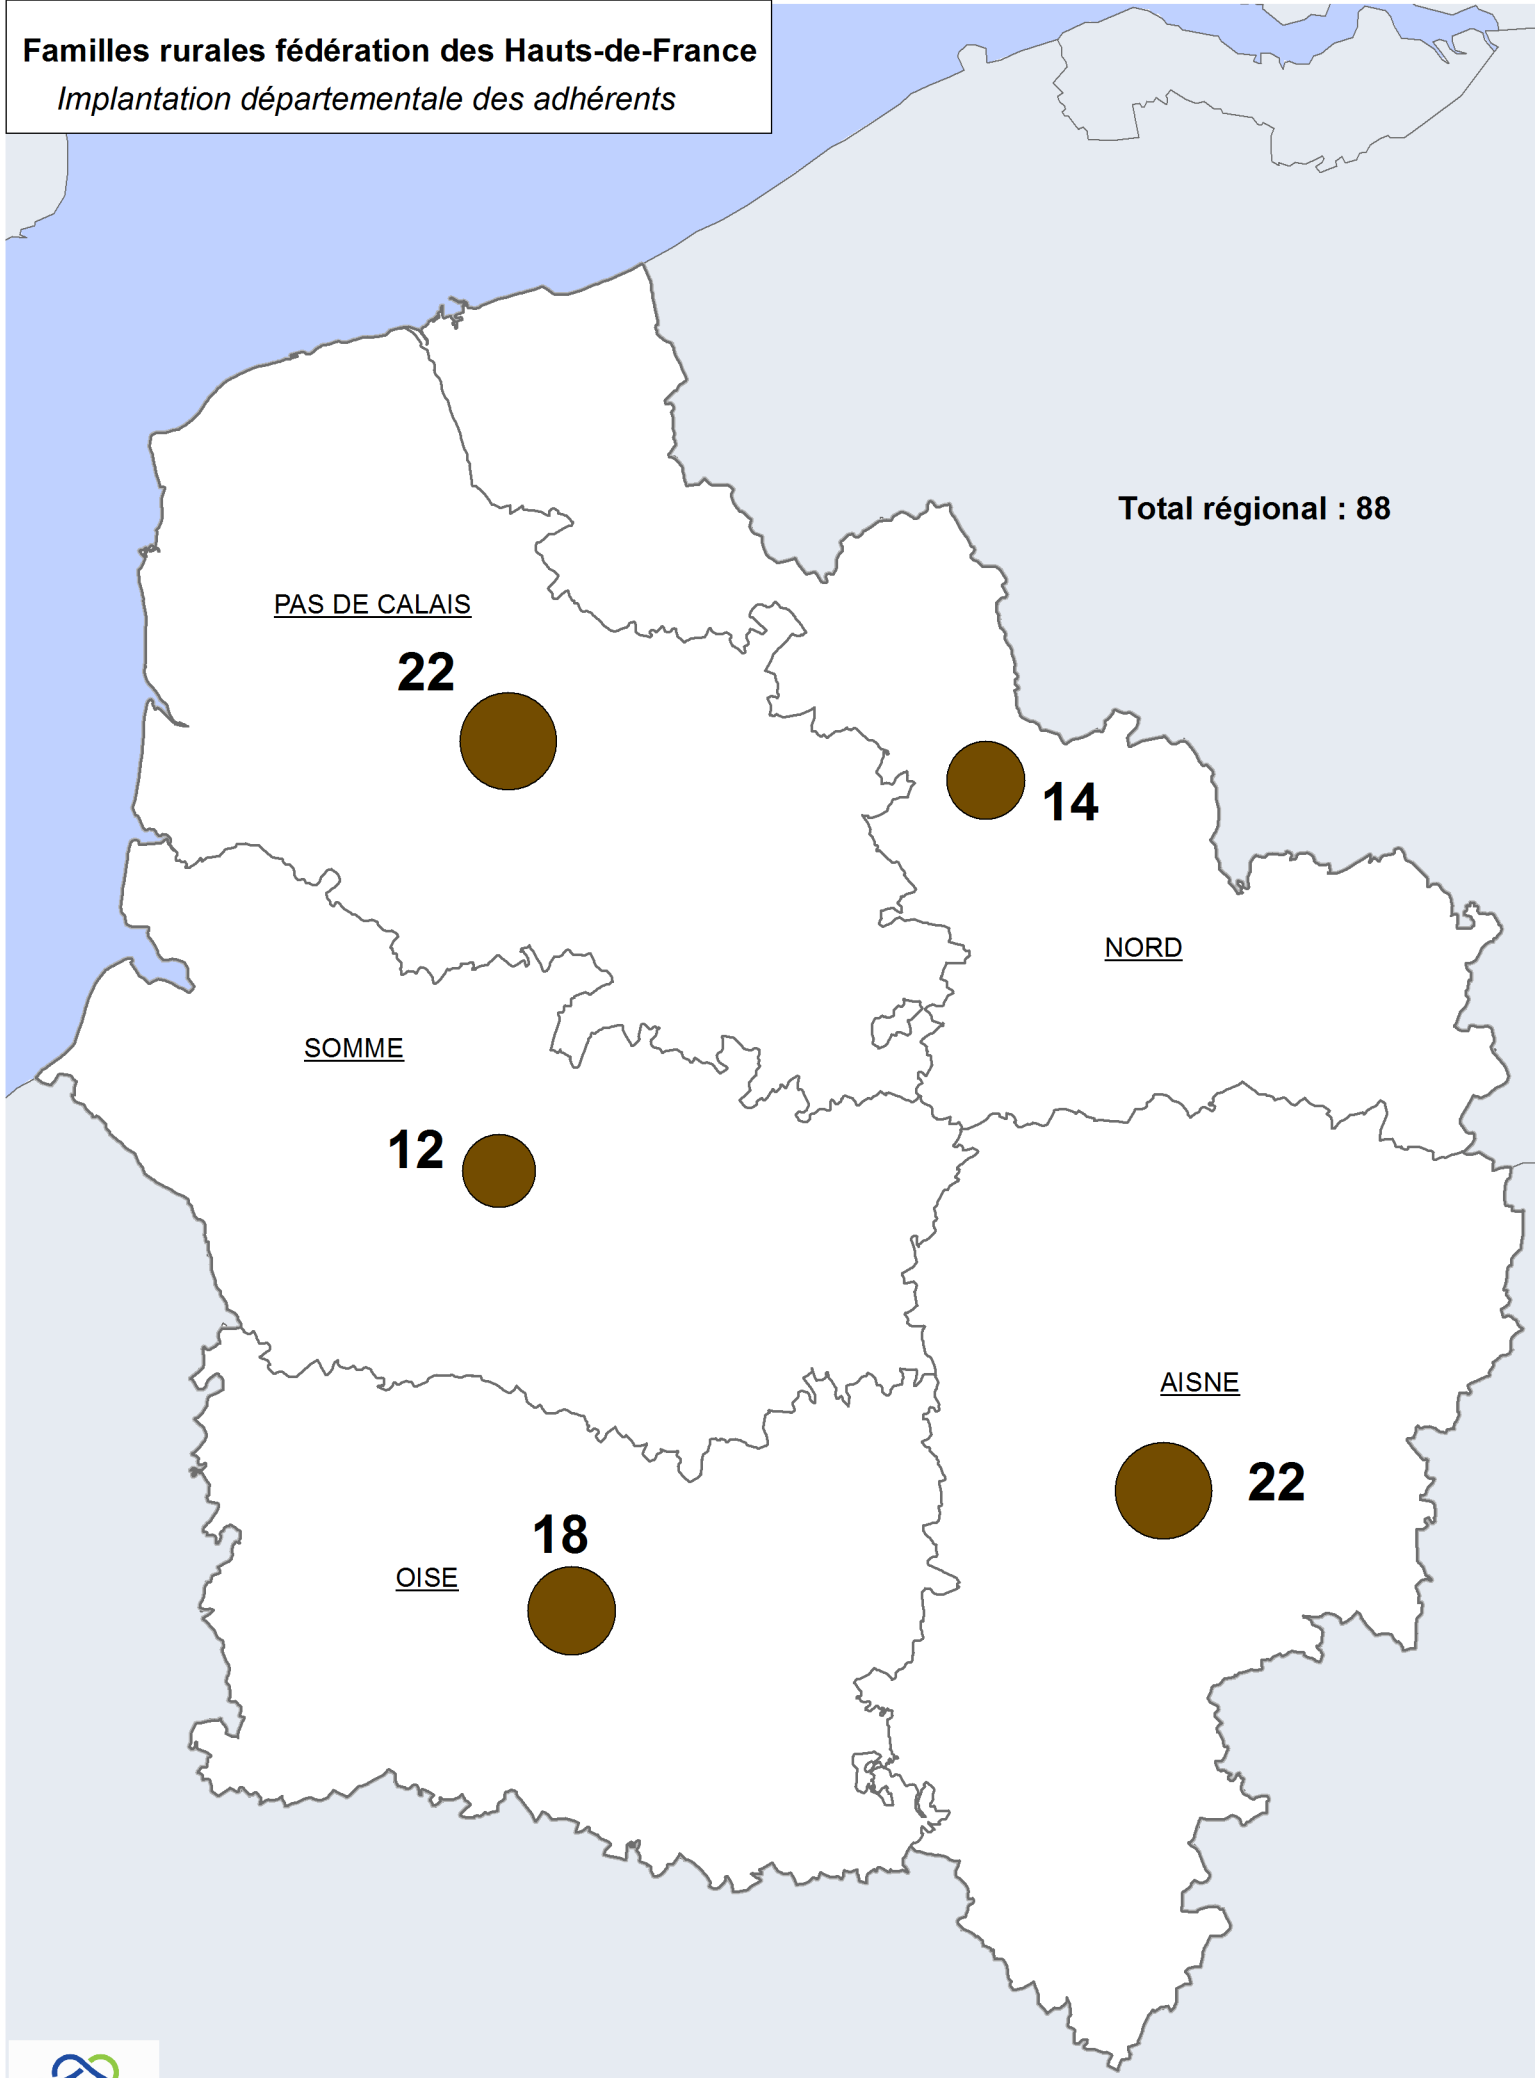 Familles rurales fédération des Hauts-de-France
Implantation départementale des adhérents
Total régional : 88
PAS DE CALAIS
22
14
NORD
SOMME
12
AISNE
22
18
OISE